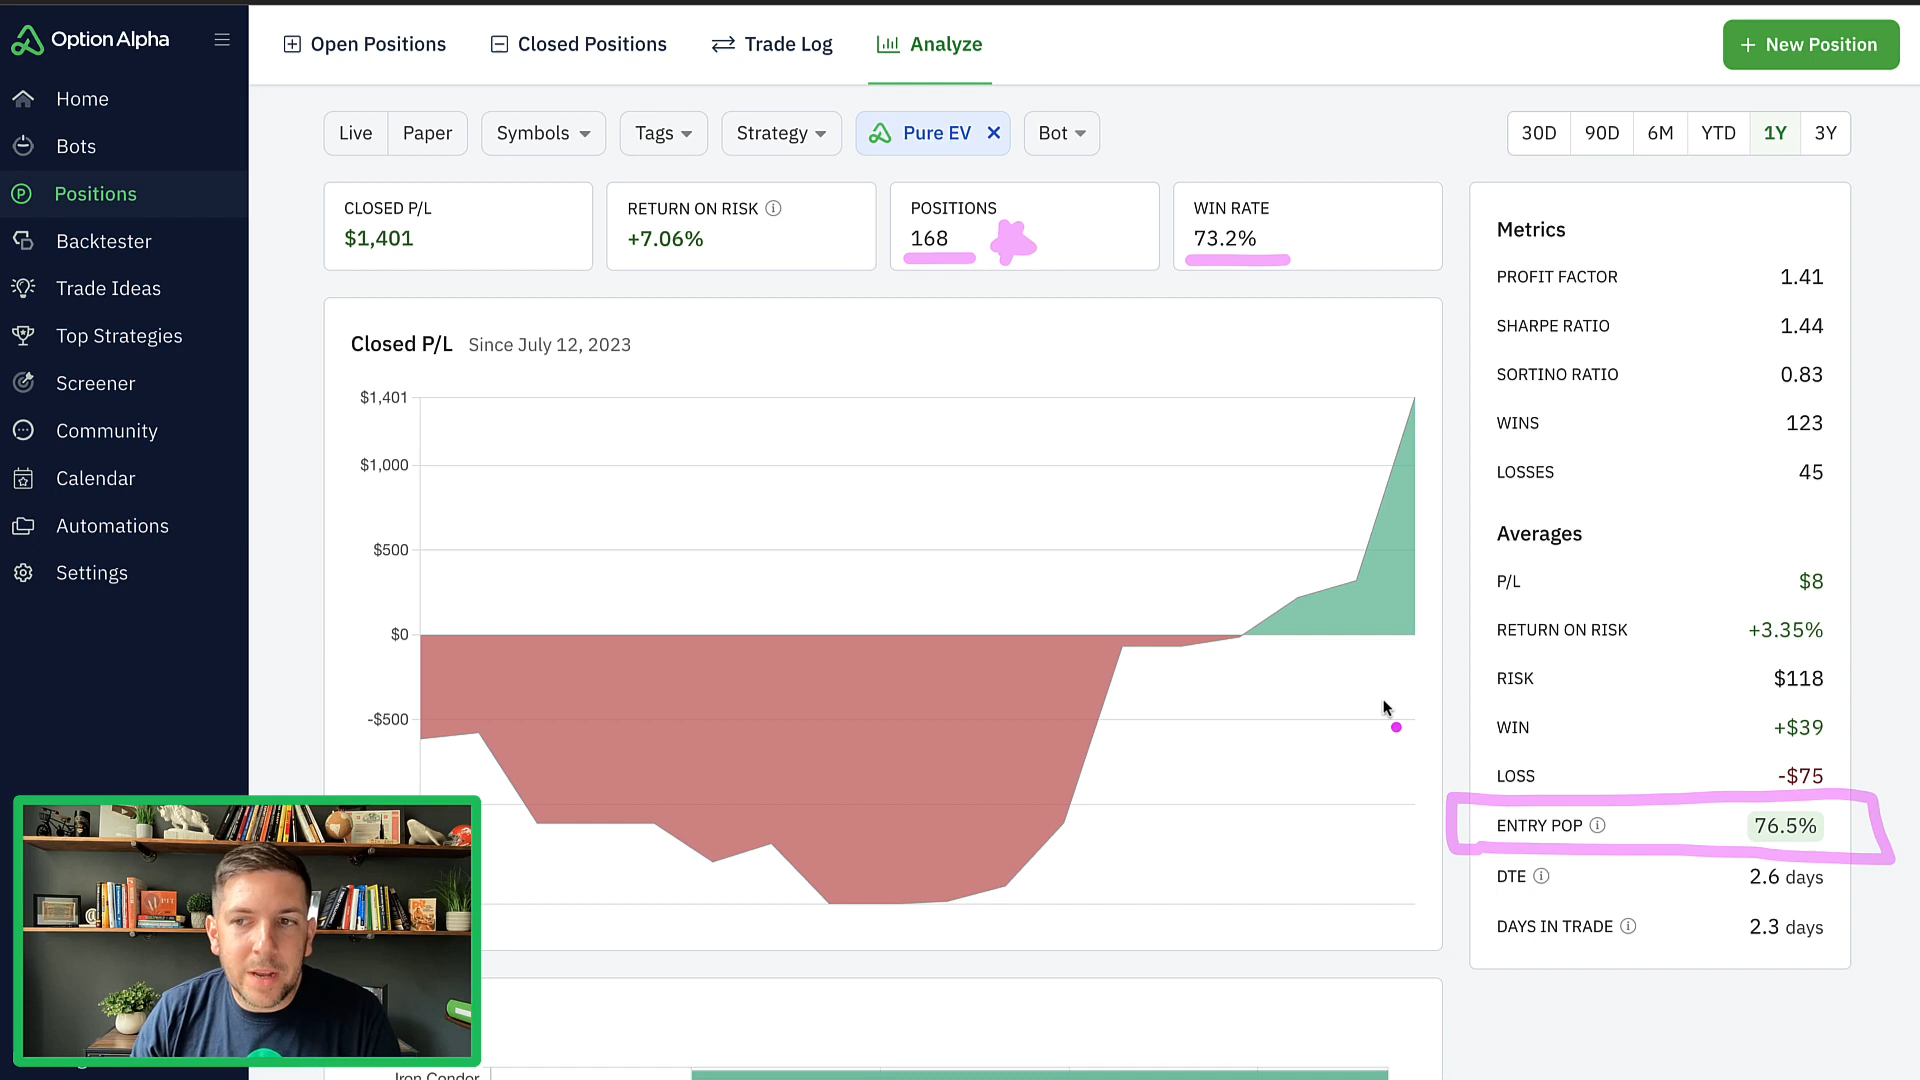 Option Alpha
Home
Bots
Positions
Backtester
Trade Ideas
Top Strategies
Screener
Community
Calendar
Automations
Settings
Open Positions
Closed Positions
Trade Log
Analyze
+ New Position
Live
Paper
Symbols
Tags
Strategy
Pure EV
Bot
30D
90D
6M
YTD
1Y
3Y
CLOSED P/L
$1,401
RETURN ON RISK
+7.06%
POSITIONS
168
WIN RATE
73.2%
Closed P/L Since July 12, 2023
$1,401
$1,000
$500
$0
-$500
Iron Condor
Metrics
PROFIT FACTOR 1.41
SHARPE RATIO 1.44
SORTINO RATIO 0.83
WINS 123
LOSSES 45
Averages
P/L $8
RETURN ON RISK +3.35%
RISK $118
WIN +$39
LOSS -$75
ENTRY POP 76.5%
DTE 2.6 days
DAYS IN TRADE 2.3 days